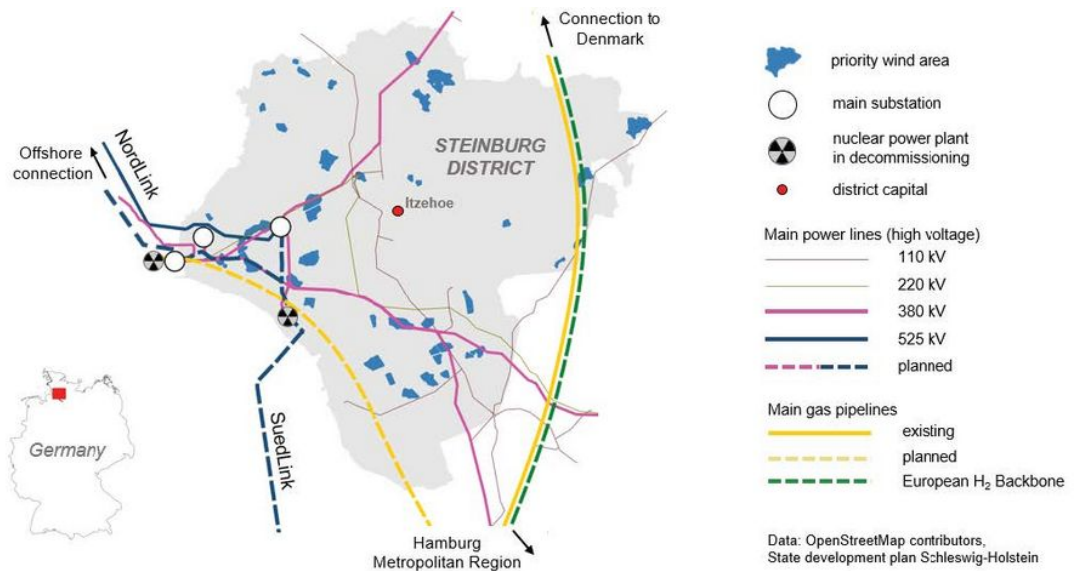 Connection to
Denmark
STEINBURG
DISTRICT
Itzehoe
NordLink
Offshore
connection
SuedLink
Germany
Hamburg
Metropolitan Region
priority wind area
main substation
nuclear power plant
in decommissioning
district capital
Main power lines (high voltage)
110 kV
220 kV
380 kV
525 kV
planned
Main gas pipelines
existing
planned
European H₂ Backbone
Data: OpenStreetMap contributors,
State development plan Schleswig-Holstein